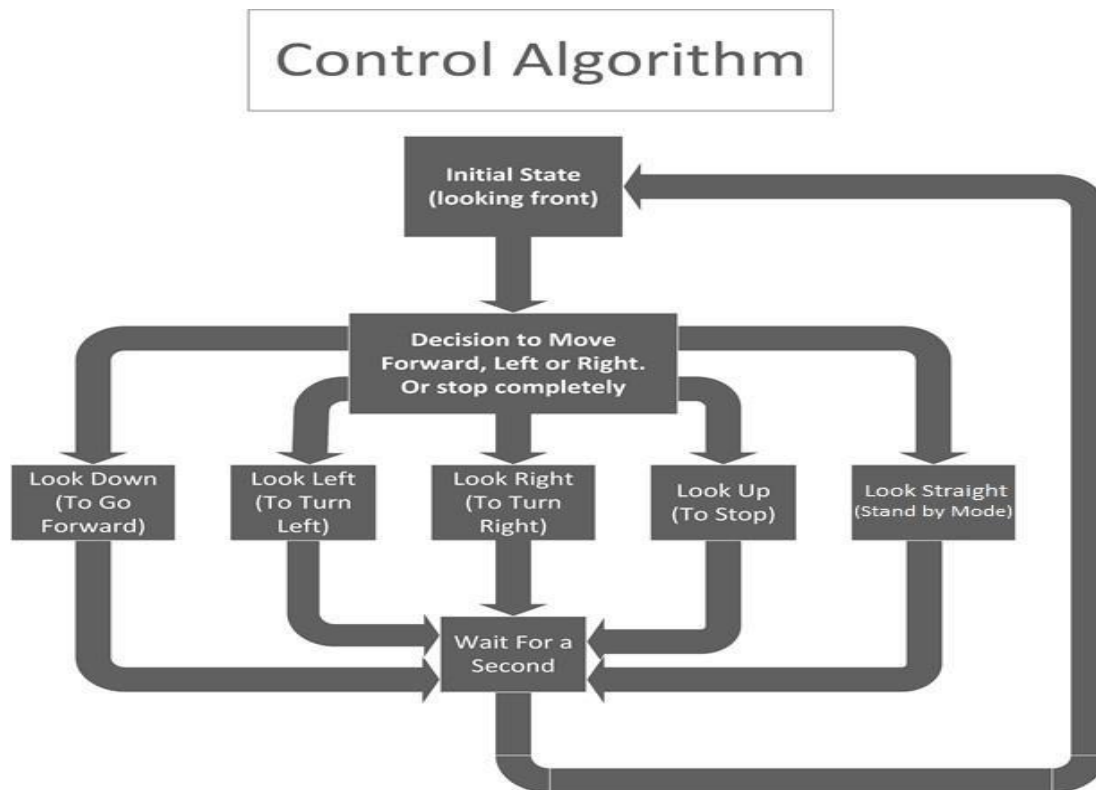 Control Algorithm
Initial State
(looking front)
Decision to Move
Forward, Left or Right.
Or stop completely
Look Down
(To Go
Forward)
Look Left
(To Turn
Left)
Look Right
(To Turn
Right)
Look Up
(To Stop)
Look Straight
(Stand by Mode)
Wait For a
Second